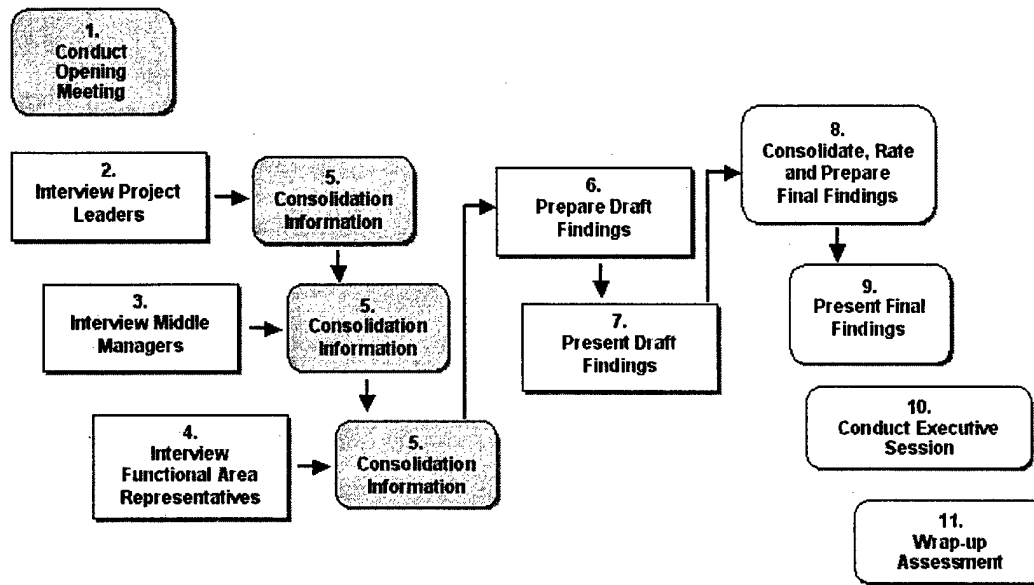 1.
Conduct
Opening
Meeting
2.
Interview Project
Leaders
5.
Consolidation
Information
3.
Interview Middle
Managers
5.
Consolidation
Information
4.
Interview
Functional Area
Representatives
5.
Consolidation
Information
6.
Prepare Draft
Findings
7.
Present Draft
Findings
8.
Consolidate, Rate
and Prepare
Final Findings
9.
Present Final
Findings
10.
Conduct Executive
Session
11.
Wrap-up
Assessment